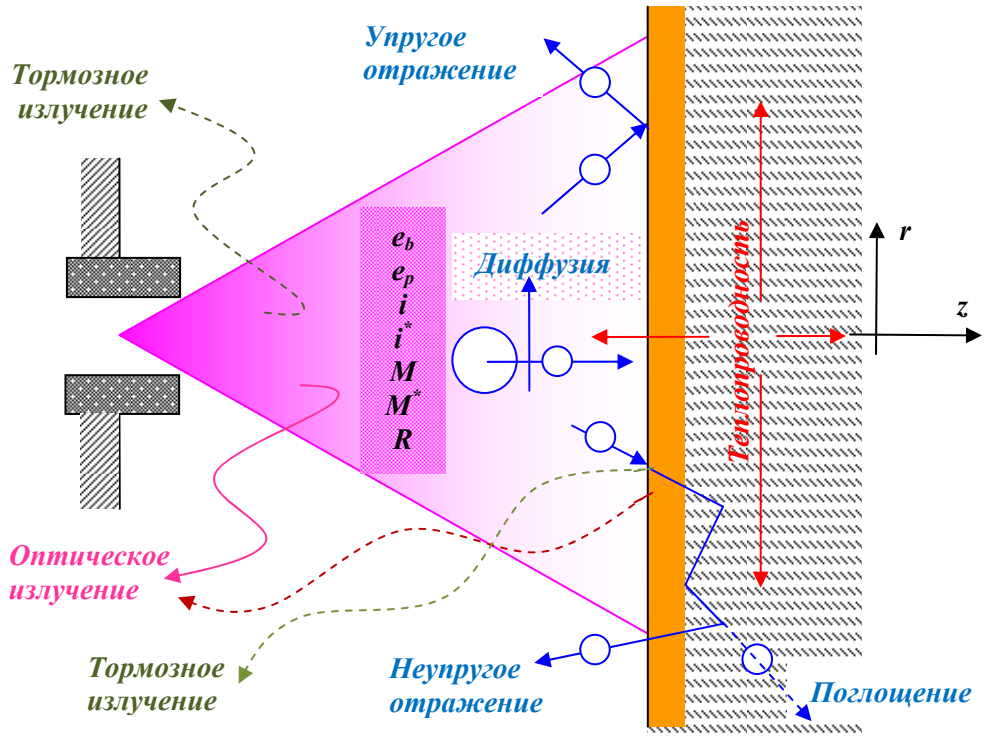 Упругое
отражение
Тормозное
излучение
e_b
e_p
i
i^*
M
M^*
R
Диффузия
Теплопроводность
r
z
Оптическое
излучение
Тормозное
излучение
Неупругое
отражение
Поглощение